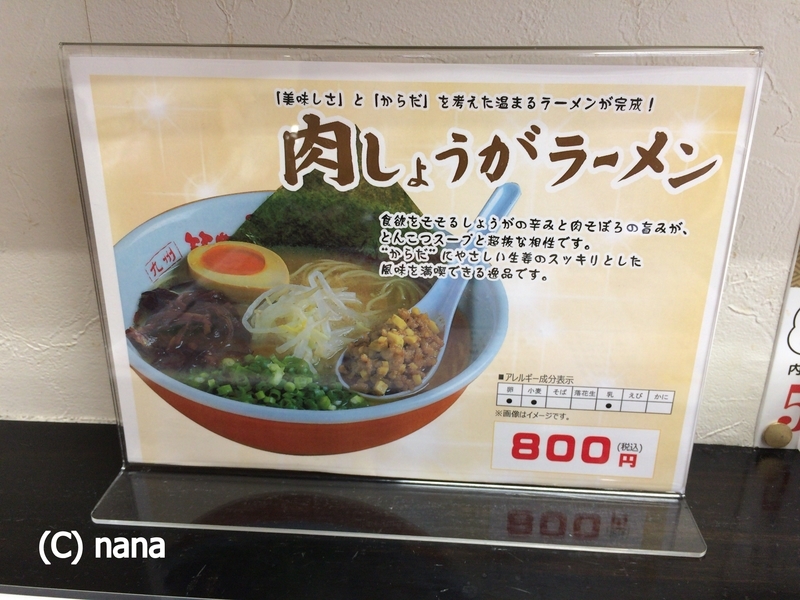 「美味しさ」と「からだ」を考えた温まるラーメンが完成！
肉しょうがラーメン
食欲をそそるしょうがの辛みと肉そぼろの旨みが、
とんこつスープと超抜な相性です。
"からだ"にやさしい生姜のスッキリとした
風味を満喫できる逸品です。
九州
■アレルギー成分表示
卵 小麦 そば 落花生 乳 えび かに
● ● ●
※画像はイメージです。
800円(税込)
内
(C) nana